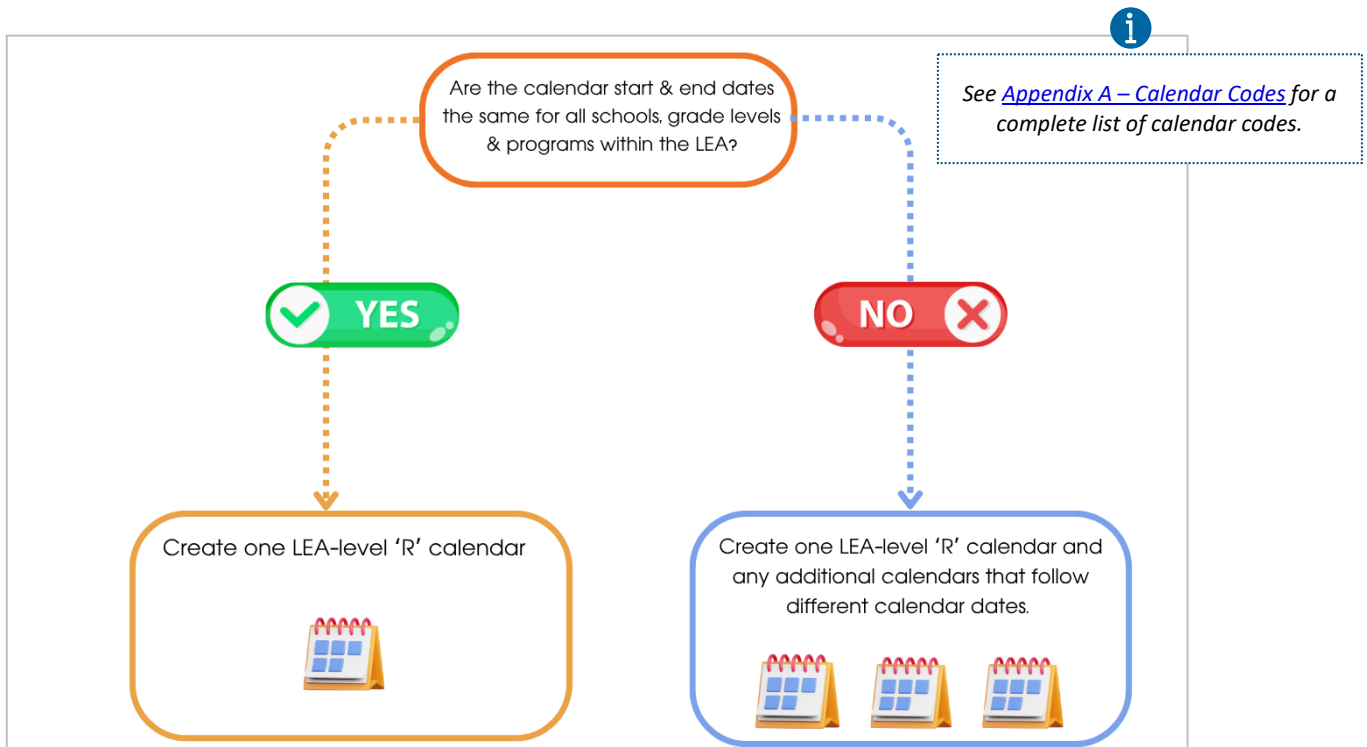 i
Are the calendar start & end dates
the same for all schools, grade levels
& programs within the LEA?
See Appendix A – Calendar Codes for a
complete list of calendar codes.
YES
NO
Create one LEA-level ‘R’ calendar
Create one LEA-level ‘R’ calendar and
any additional calendars that follow
different calendar dates.